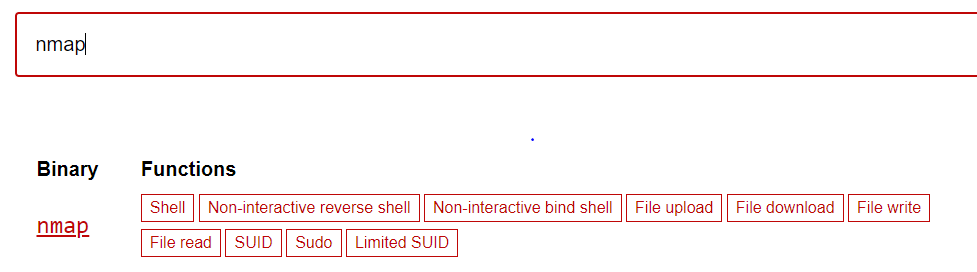 nmap
Binary Functions
Shell Non-interactive reverse shell Non-interactive bind shell File upload File download File write
nmap
File read SUID Sudo Limited SUID